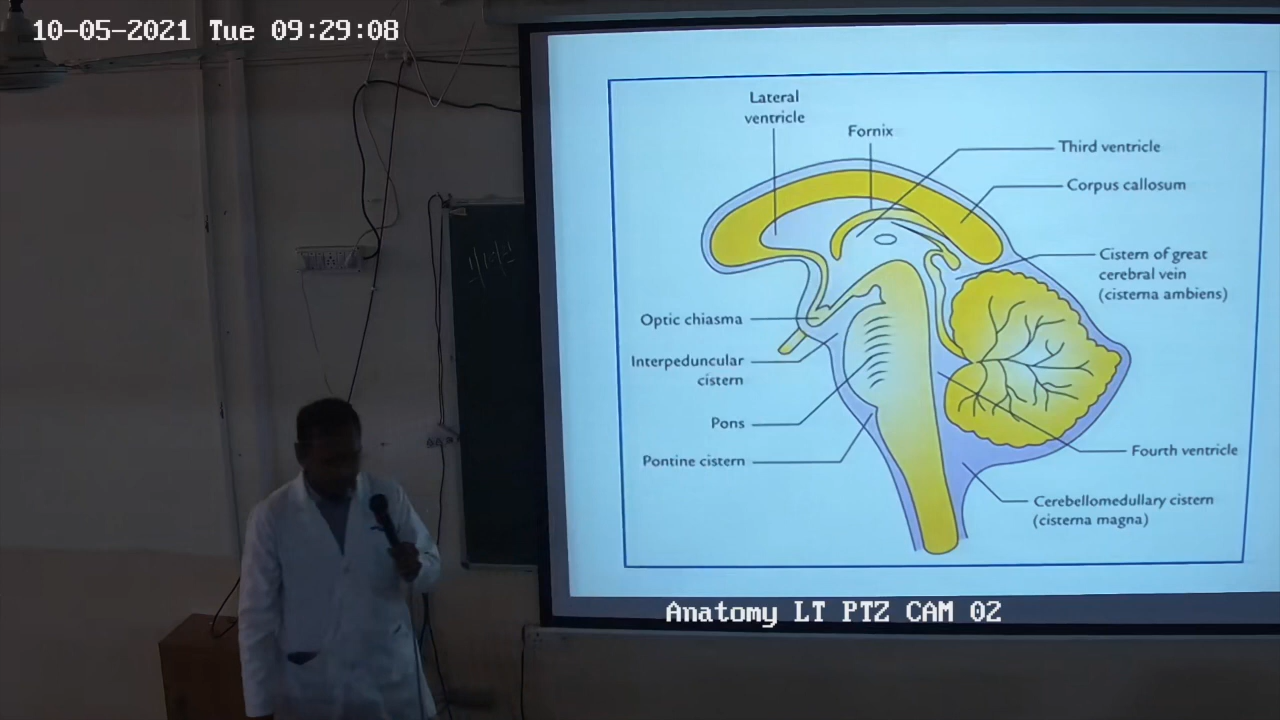 10-05-2021 Tue 09:29:08
Lateral
ventricle
Fornix
Third ventricle
Corpus callosum
Cistern of great
cerebral vein
(cisterna ambiens)
Optic chiasma
Interpeduncular
cistern
Pons
Pontine cistern
Fourth ventricle
Cerebellomedullary cistern
(cisterna magna)
Anatomy LT PTZ CAM 02